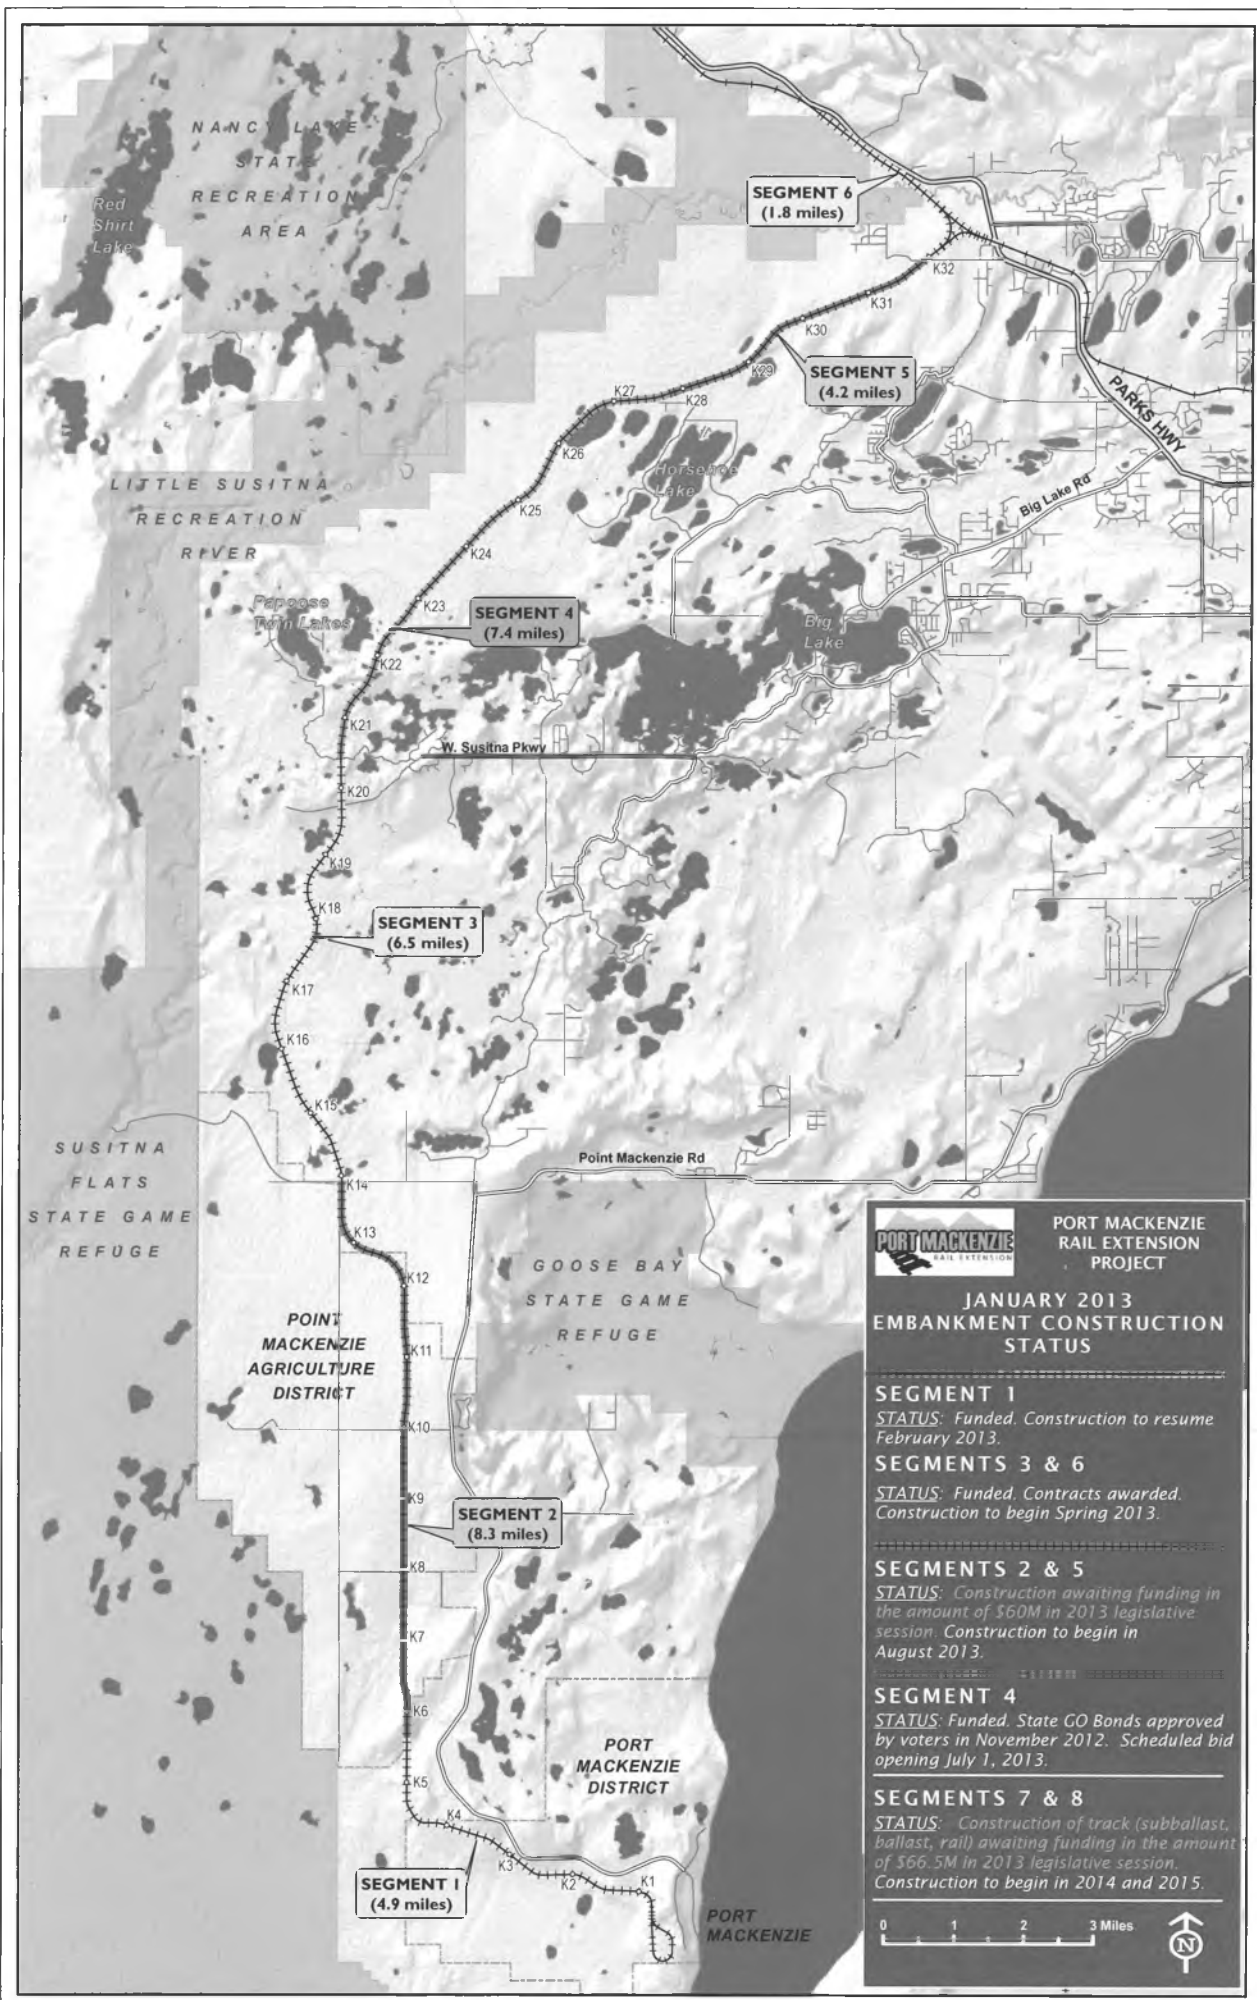 NANCY LAKE
STATE
RECREATION
AREA
Red
Shirt
Lake
SEGMENT 6
(1.8 miles)
K32
K31
K30
K29
SEGMENT 5
(4.2 miles)
K28
K27
K26
K25
K24
K23
PARKS HWY
Big Lake Rd
Horseshoe
Lake
LITTLE SUSITNA
RECREATION
RIVER
Papoose
Twin Lakes
SEGMENT 4
(7.4 miles)
Big
Lake
K22
K21
W. Susitna Pkwy
K20
K19
K18
SEGMENT 3
(6.5 miles)
K17
K16
K15
SUSITNA
FLATS
STATE GAME
REFUGE
Point Mackenzie Rd
K14
K13
K12
GOOSE BAY
STATE GAME
REFUGE
POINT
MACKENZIE
AGRICULTURE
DISTRICT
K11
K10
K9
SEGMENT 2
(8.3 miles)
K8
K7
K6
PORT
MACKENZIE
DISTRICT
K5
K4
K3
K2
K1
SEGMENT 1
(4.9 miles)
PORT
MACKENZIE
PORT MACKENZIE
RAIL EXTENSION
PORT MACKENZIE
RAIL EXTENSION
PROJECT
JANUARY 2013
EMBANKMENT CONSTRUCTION
STATUS
SEGMENT 1
STATUS: Funded. Construction to resume
February 2013.
SEGMENTS 3 & 6
STATUS: Funded. Contracts awarded.
Construction to begin Spring 2013.
SEGMENTS 2 & 5
STATUS: Construction awaiting funding in
the amount of $60M in 2013 legislative
session. Construction to begin in
August 2013.
SEGMENT 4
STATUS: Funded. State GO Bonds approved
by voters in November 2012. Scheduled bid
opening July 1, 2013.
SEGMENTS 7 & 8
STATUS: Construction of track (subballast,
ballast, rail) awaiting funding in the amount
of $66.5M in 2013 legislative session.
Construction to begin in 2014 and 2015.
0 1 2 3 Miles
N